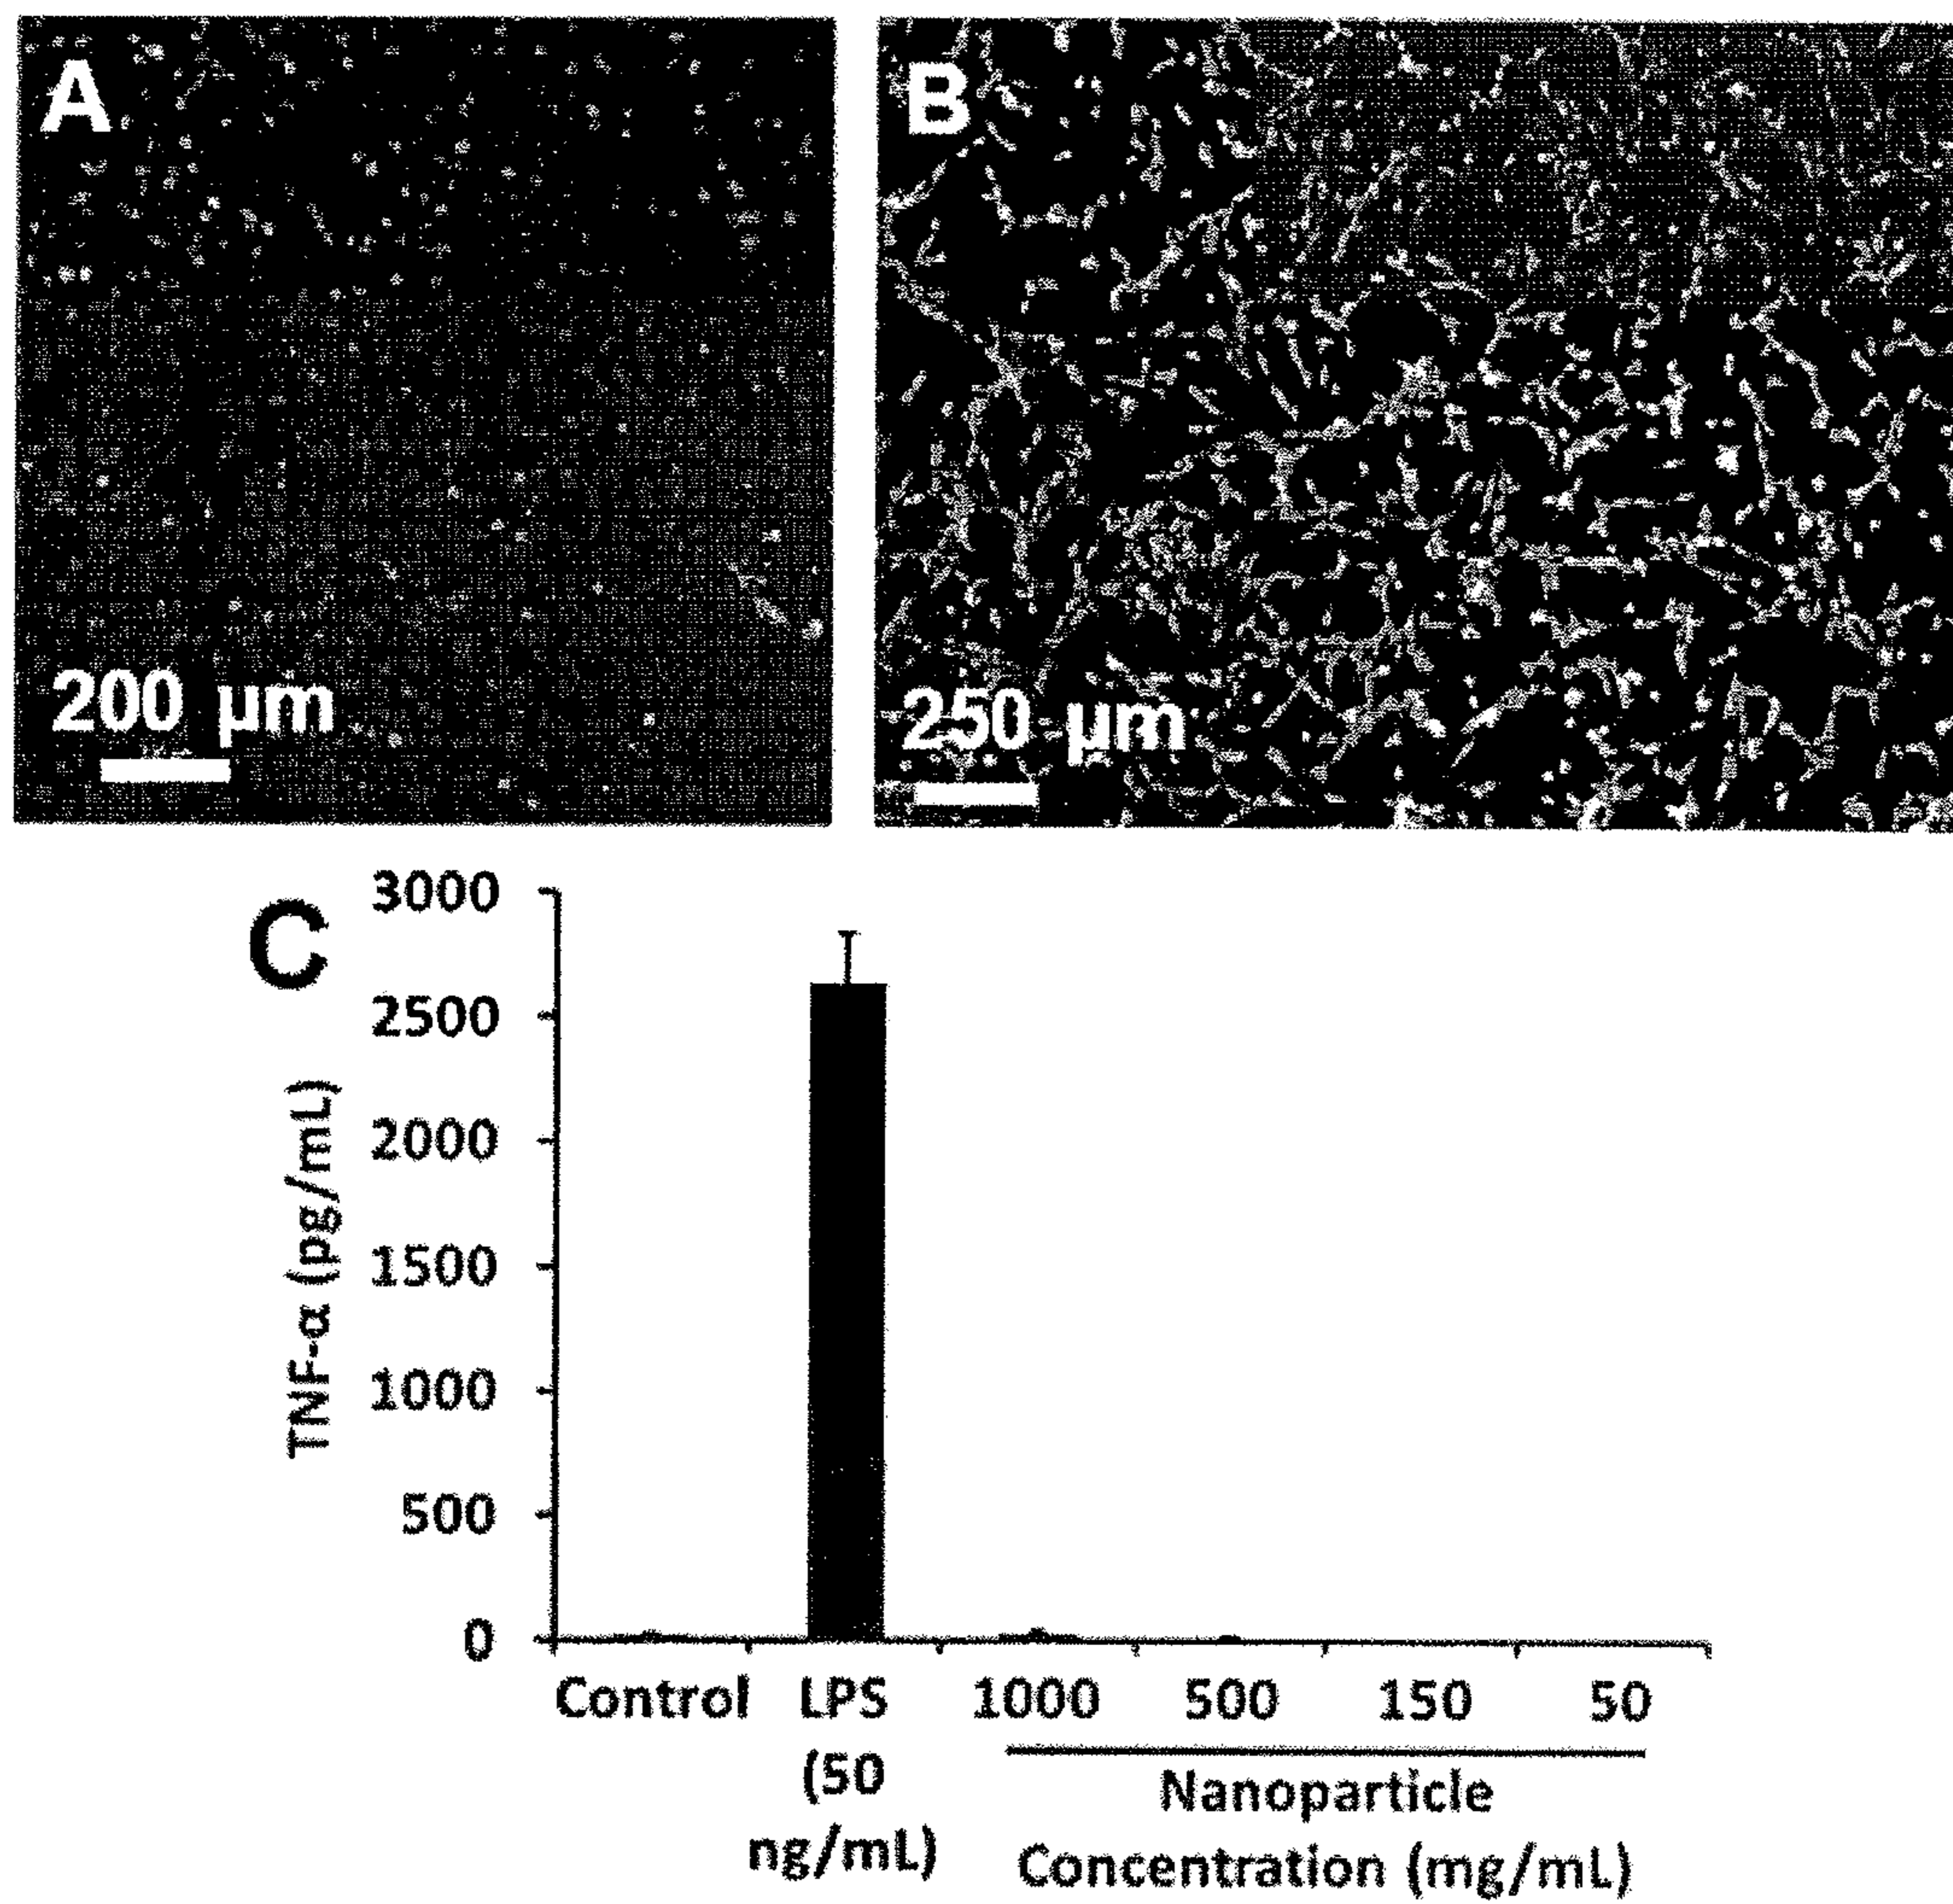 A
B
200 μm
250 μm
C
3000
2500
2000
1500
1000
500
0
TNF-α (pg/mL)
Control LPS 1000 500 150 50
(50
ng/mL)
Nanoparticle
Concentration (mg/mL)